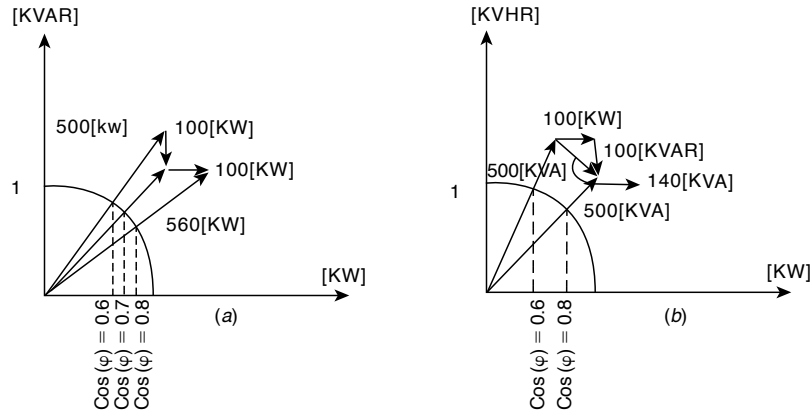 [KVAR]
500[kw]
100[KW]
100[KW]
1
560[KW]
[KW]
Cos (φ) = 0.6
Cos (φ) = 0.7
Cos (φ) = 0.8
(a)
[KVHR]
100[KW]
100[KVAR]
500[KVA]
140[KVA]
1
500[KVA]
[KW]
Cos (φ) = 0.6
Cos (φ) = 0.8
(b)